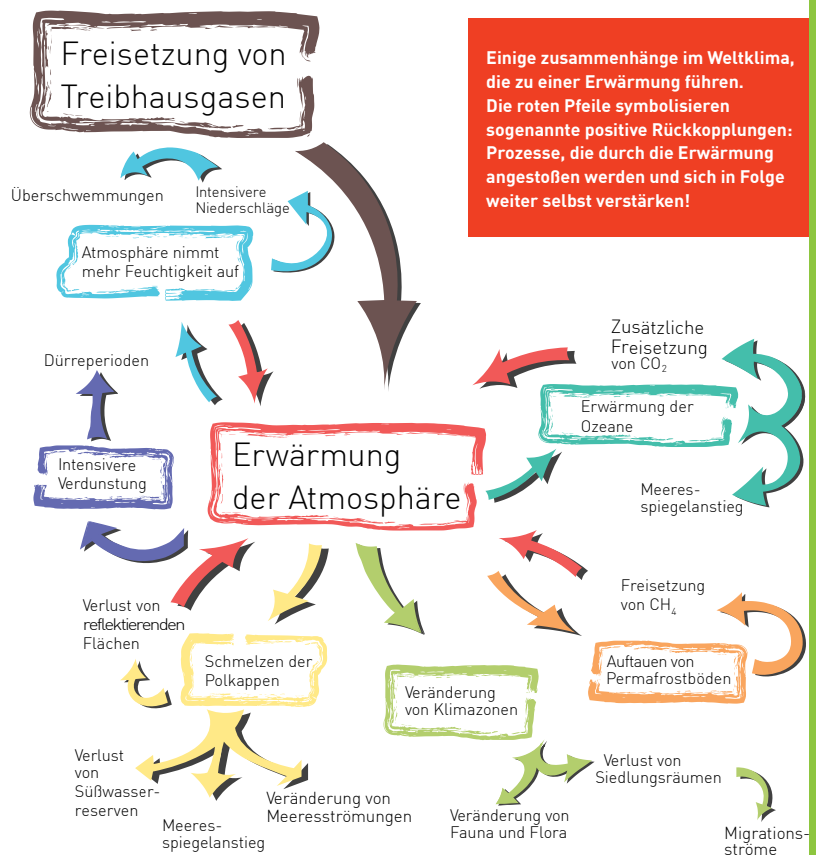 Freisetzung von
Treibhausgasen
Einige zusammenhänge im Weltklima,
die zu einer Erwärmung führen.
Die roten Pfeile symbolisieren
sogenannte positive Rückkopplungen:
Prozesse, die durch die Erwärmung
angestoßen werden und sich in Folge
weiter selbst verstärken!
Überschwemmungen
Intensivere
Niederschläge
Atmosphäre nimmt
mehr Feuchtigkeit auf
Dürreperioden
Intensivere
Verdunstung
Zusätzliche
Freisetzung
von CO₂
Erwärmung der
Ozeane
Meeres-
spiegelanstieg
Erwärmung
der Atmosphäre
Verlust von
reflektierenden
Flächen
Schmelzen der
Polkappen
Verlust
von
Süßwasser-
reserven
Meeres-
spiegelanstieg
Veränderung von
Meeresströmungen
Veränderung
von Klimazonen
Veränderung von
Fauna und Flora
Verlust von
Siedlungsräumen
Migrations-
ströme
Freisetzung
von CH₄
Auftauen von
Permafrostböden